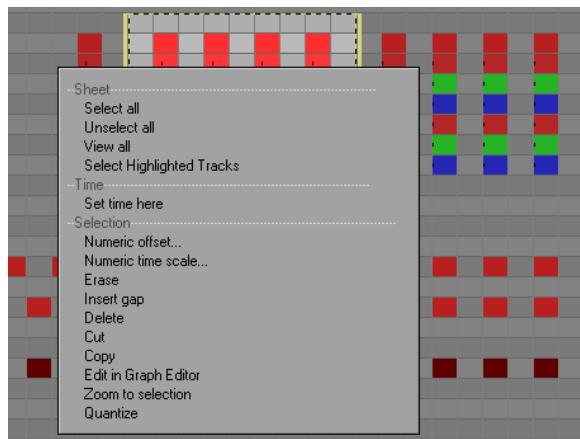 Sheet
Select all
Unselect all
View all
Select Highlighted Tracks
Time
Set time here
Selection
Numeric offset...
Numeric time scale...
Erase
Insert gap
Delete
Cut
Copy
Edit in Graph Editor
Zoom to selection
Quantize